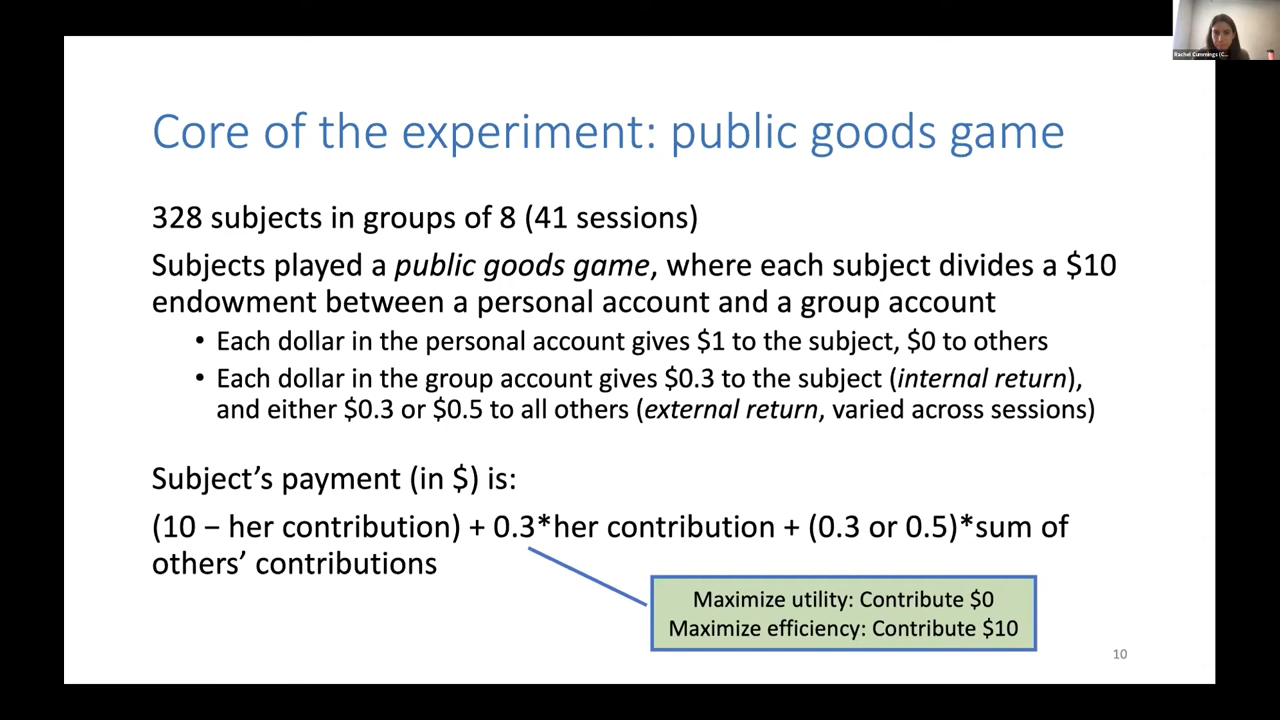 Rachel Cummings (C...
Core of the experiment: public goods game
328 subjects in groups of 8 (41 sessions)
Subjects played a public goods game, where each subject divides a $10
endowment between a personal account and a group account
• Each dollar in the personal account gives $1 to the subject, $0 to others
• Each dollar in the group account gives $0.3 to the subject (internal return),
and either $0.3 or $0.5 to all others (external return, varied across sessions)
Subject’s payment (in $) is:
(10 − her contribution) + 0.3*her contribution + (0.3 or 0.5)*sum of
others’ contributions
Maximize utility: Contribute $0
Maximize efficiency: Contribute $10
10